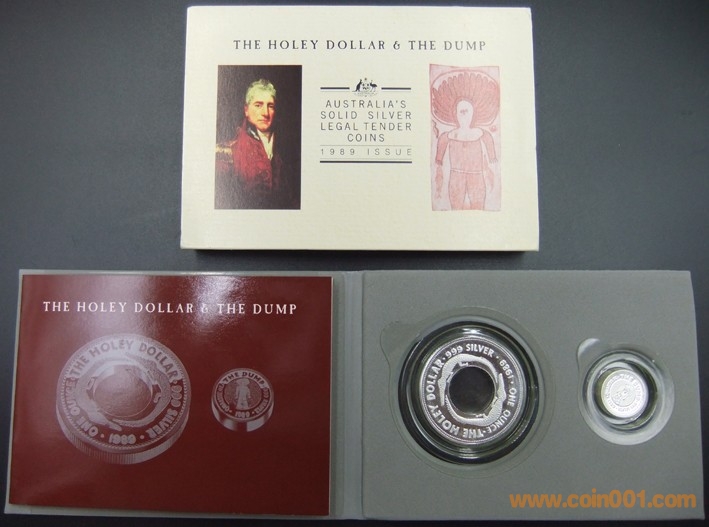 THE HOLEY DOLLAR & THE DUMP
AUSTRALIA'S
SOLID SILVER
LEGAL TENDER
COINS
1989 ISSUE
THE HOLEY DOLLAR & THE DUMP
ONE OUNCE · THE HOLEY DOLLAR · 999 SILVER · 1989 ·
THE DUMP
1989
THE HOLEY DOLLAR · 999 SILVER · 1989 · ONE OUNCE ·
www.coin001.com